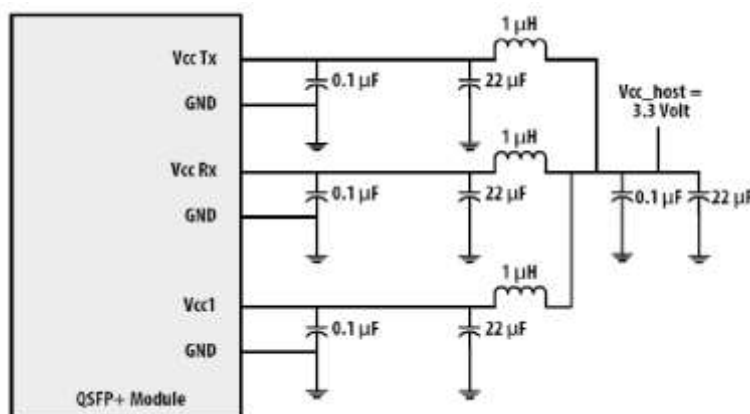 1 μH
Vcc Tx
0.1 μF
22 μF
GND
Vcc_host =
3.3 Volt
1 μH
Vcc Rx
0.1 μF
22 μF
0.1 μF
22 μF
GND
1 μH
Vcc1
0.1 μF
22 μF
GND
QSFP+ Module